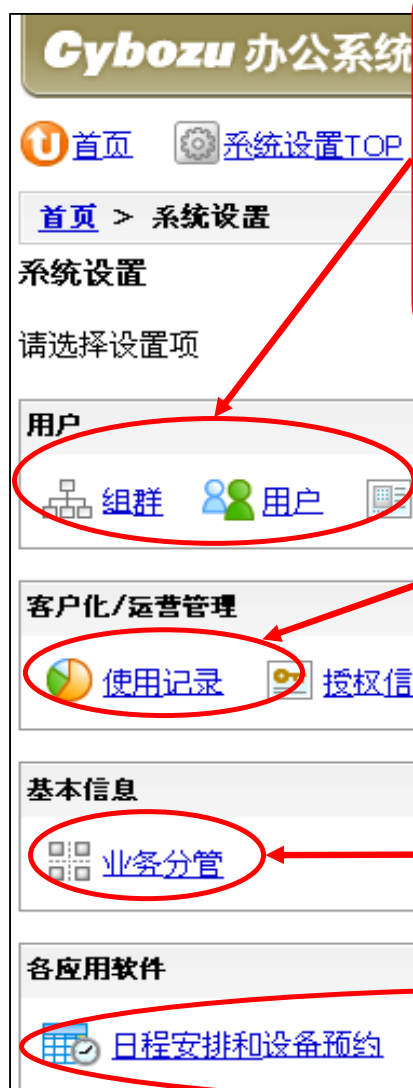 Cybozu 办公系统
首页 系统设置TOP
首页 > 系统设置
系统设置
请选择设置项
用户
组群 用户
客户化/运营管理
使用记录 授权信
基本信息
业务分管
各应用软件
日程安排和设备预约